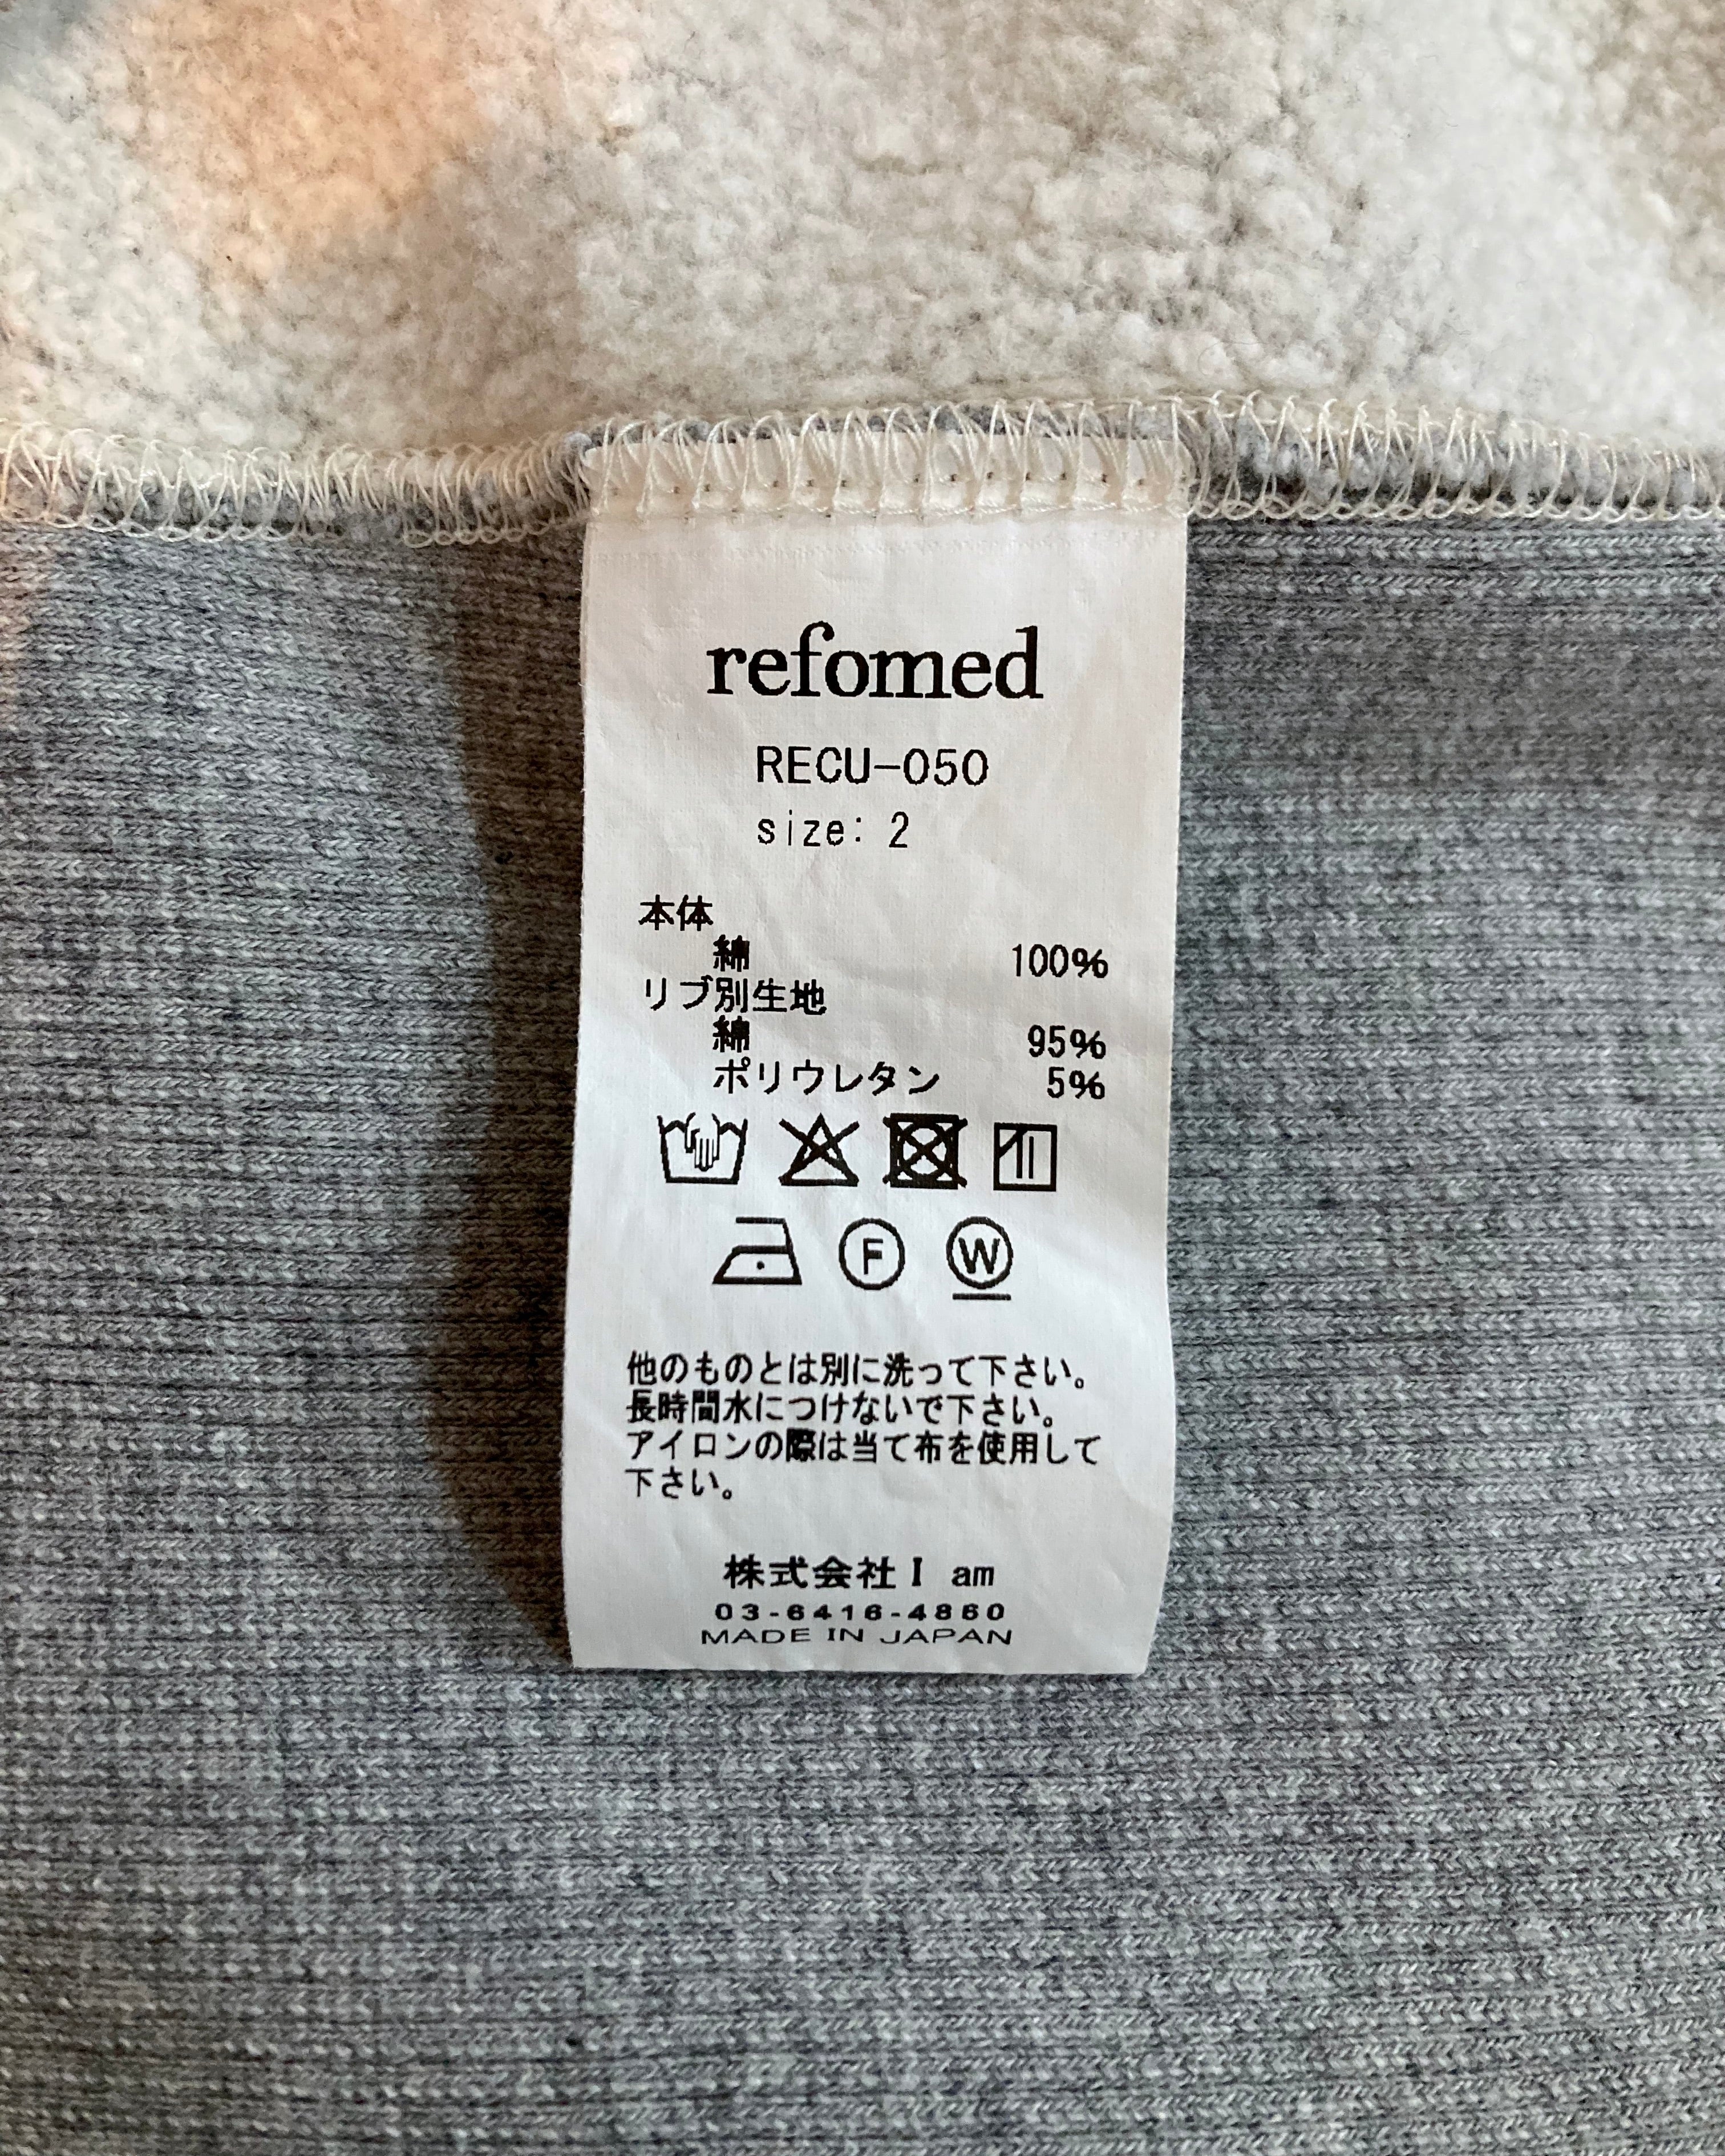 refomed
RECU-050
size: 2
本体
綿 100%
リブ別生地
綿 95%
ポリウレタン 5%
F W
他のものとは別に洗って下さい。
長時間水につけないで下さい。
アイロンの際は当て布を使用して
下さい。
株式会社 I am
03-6416-4860
MADE IN JAPAN